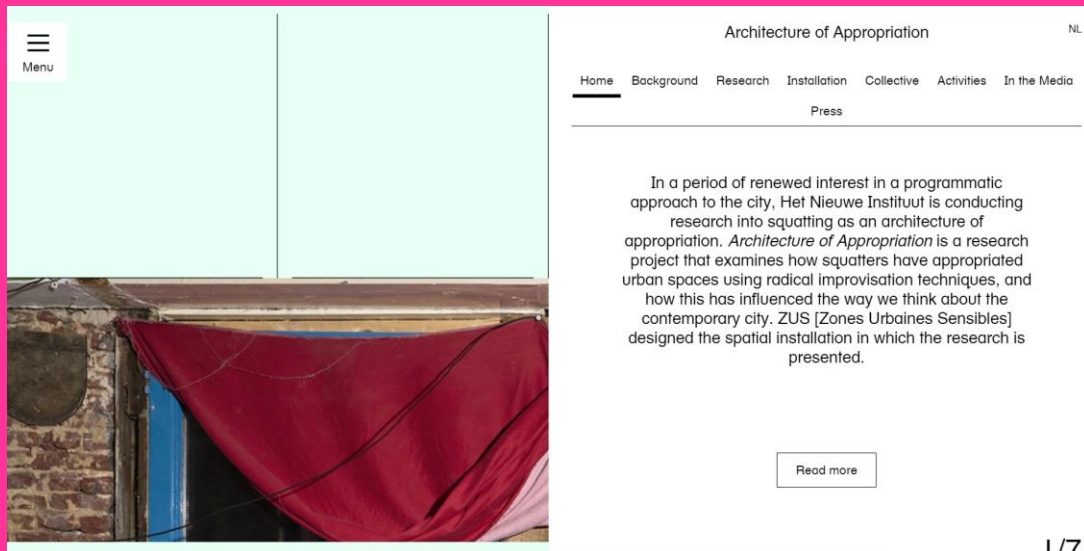 Menu
Architecture of Appropriation
NL
Home Background Research Installation Collective Activities In the Media
Press
In a period of renewed interest in a programmatic
approach to the city, Het Nieuwe Instituut is conducting
research into squatting as an architecture of
appropriation. Architecture of Appropriation is a research
project that examines how squatters have appropriated
urban spaces using radical improvisation techniques, and
how this has influenced the way we think about the
contemporary city. ZUS [Zones Urbaines Sensibles]
designed the spatial installation in which the research is
presented.
Read more